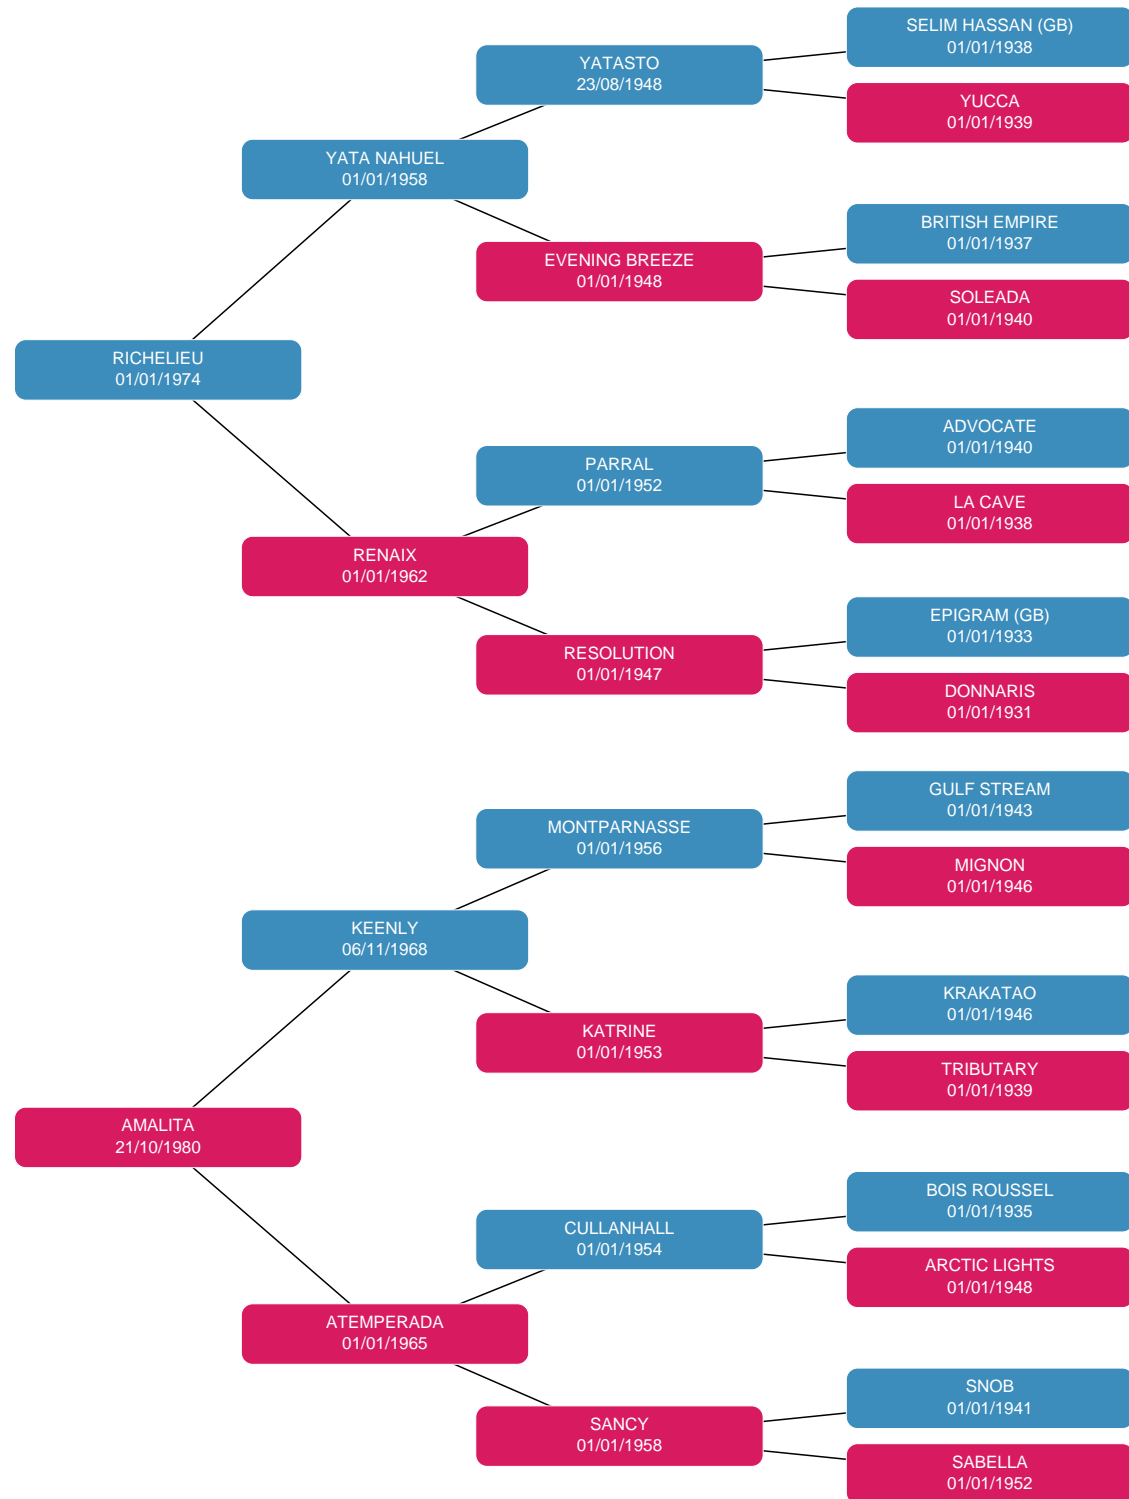 SELIM HASSAN (GB)
01/01/1938
YATASTO
23/08/1948
YUCCA
01/01/1939
YATA NAHUEL
01/01/1958
BRITISH EMPIRE
01/01/1937
EVENING BREEZE
01/01/1948
SOLEADA
01/01/1940
RICHELIEU
01/01/1974
ADVOCATE
01/01/1940
PARRAL
01/01/1952
LA CAVE
01/01/1938
RENAIX
01/01/1962
EPIGRAM (GB)
01/01/1933
RESOLUTION
01/01/1947
DONNARIS
01/01/1931
GULF STREAM
01/01/1943
MONTPARNASSE
01/01/1956
MIGNON
01/01/1946
KEENLY
06/11/1968
KRAKATAO
01/01/1946
KATRINE
01/01/1953
TRIBUTARY
01/01/1939
AMALITA
21/10/1980
BOIS ROUSSEL
01/01/1935
CULLANHALL
01/01/1954
ARCTIC LIGHTS
01/01/1948
ATEMPERADA
01/01/1965
SNOB
01/01/1941
SANCY
01/01/1958
SABELLA
01/01/1952